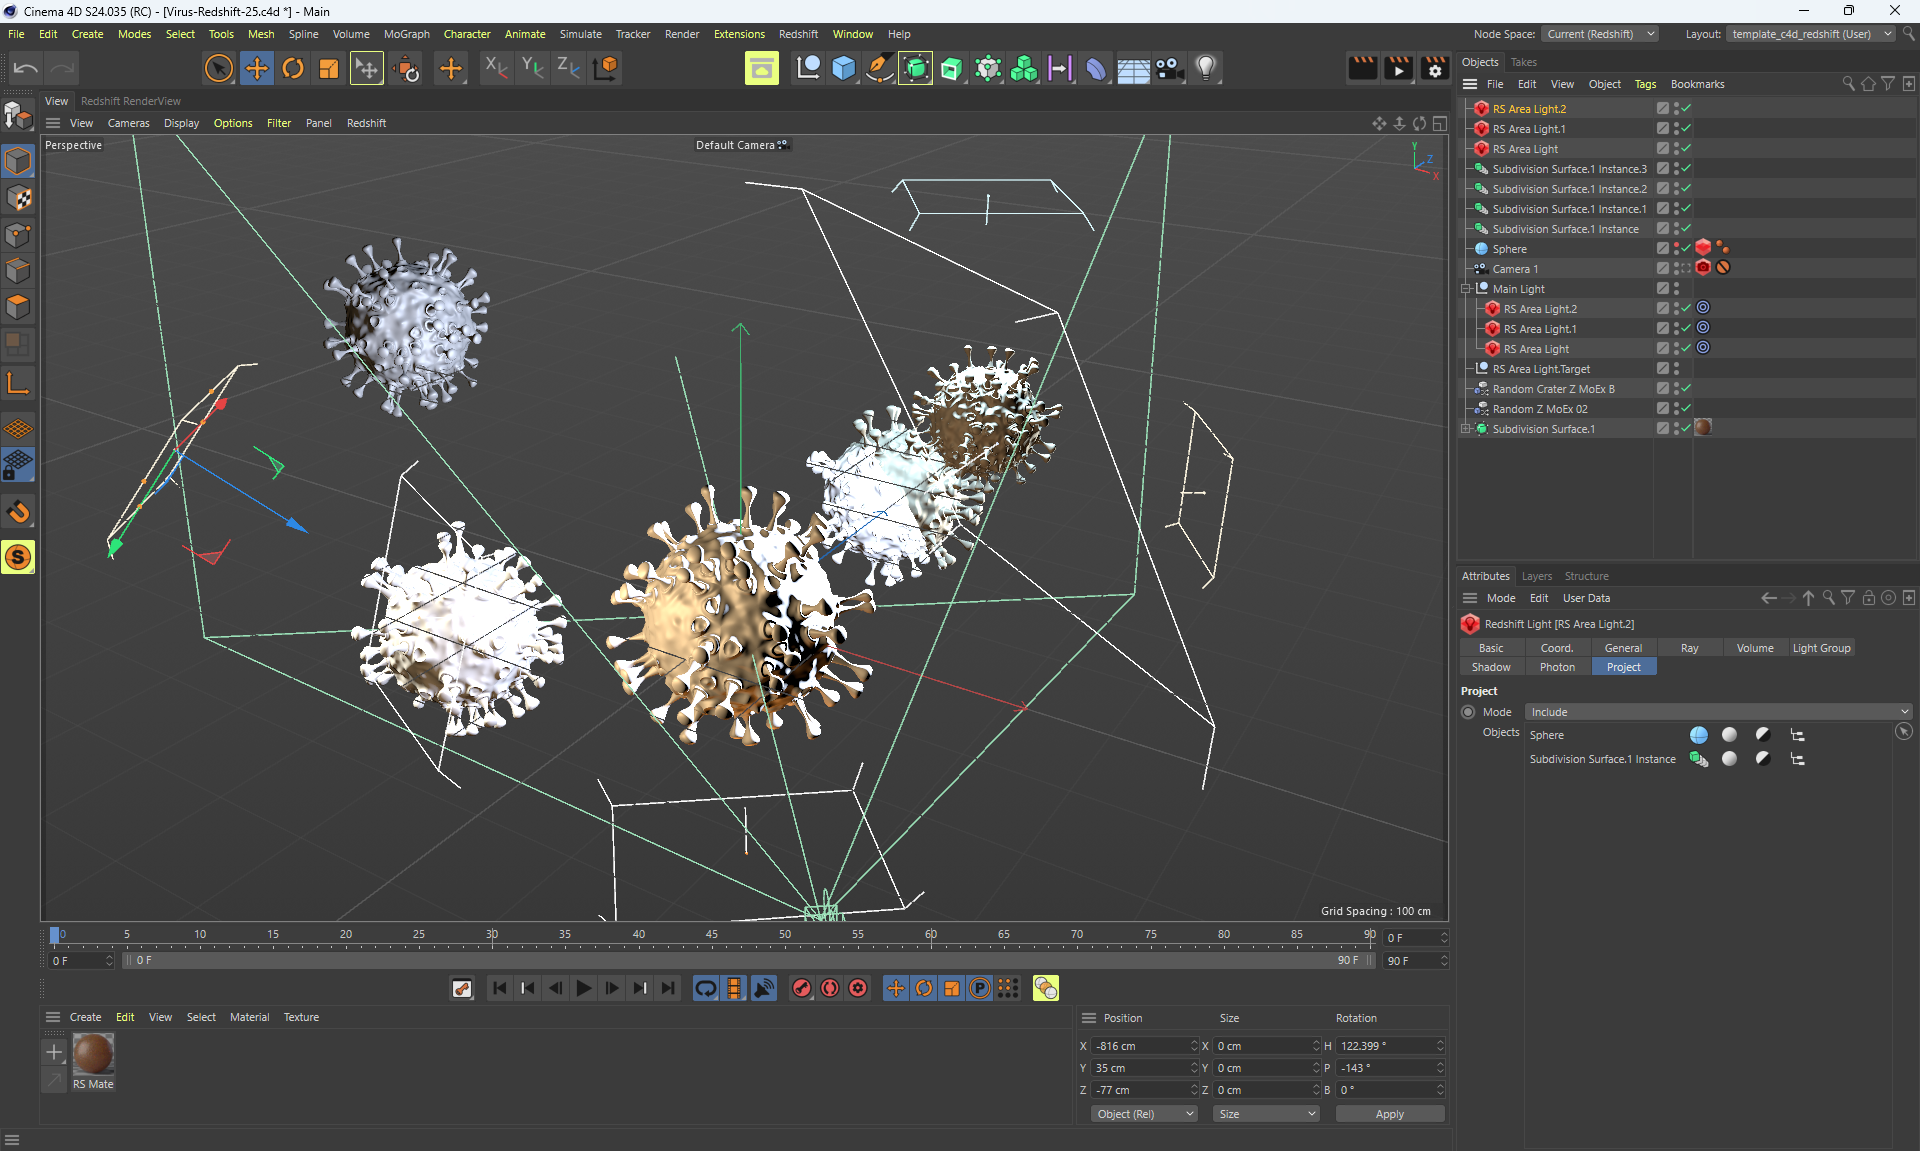 Cinema 4D S24.035 (RC) - [Virus-Redshift-25.c4d *] - Main
File Edit Create Modes Select Tools Mesh Spline Volume MoGraph Character Animate Simulate Tracker Render Extensions Redshift Window Help
Node Space: Current (Redshift) Layout: template_c4d_redshift (User)
X Y Z
Objects Takes
File Edit View Object Tags Bookmarks
View Redshift RenderView
View Cameras Display Options Filter Panel Redshift
Perspective
Default Camera
Y
Z
X
RS Area Light.2
RS Area Light.1
RS Area Light
Subdivision Surface.1 Instance.3
Subdivision Surface.1 Instance.2
Subdivision Surface.1 Instance.1
Subdivision Surface.1 Instance
Sphere
Camera 1
Main Light
RS Area Light.2
RS Area Light.1
RS Area Light
RS Area Light.Target
Random Crater Z MoEx B
Random Z MoEx 02
Subdivision Surface.1
S
Attributes Layers Structure
Mode Edit User Data
Redshift Light [RS Area Light.2]
Basic Coord. General Ray Volume Light Group
Shadow Photon Project
Project
Mode Include
Objects Sphere
Subdivision Surface.1 Instance
Grid Spacing : 100 cm
0 5 10 15 20 25 30 35 40 45 50 55 60 65 70 75 80 85 90 0 F
0 F 0 F 90 F 90 F
P
Create Edit View Select Material Texture
RS Mate
Position Size Rotation
X -816 cm X 0 cm H 122.399 °
Y 35 cm Y 0 cm P -143 °
Z -77 cm Z 0 cm B 0 °
Object (Rel) Size Apply